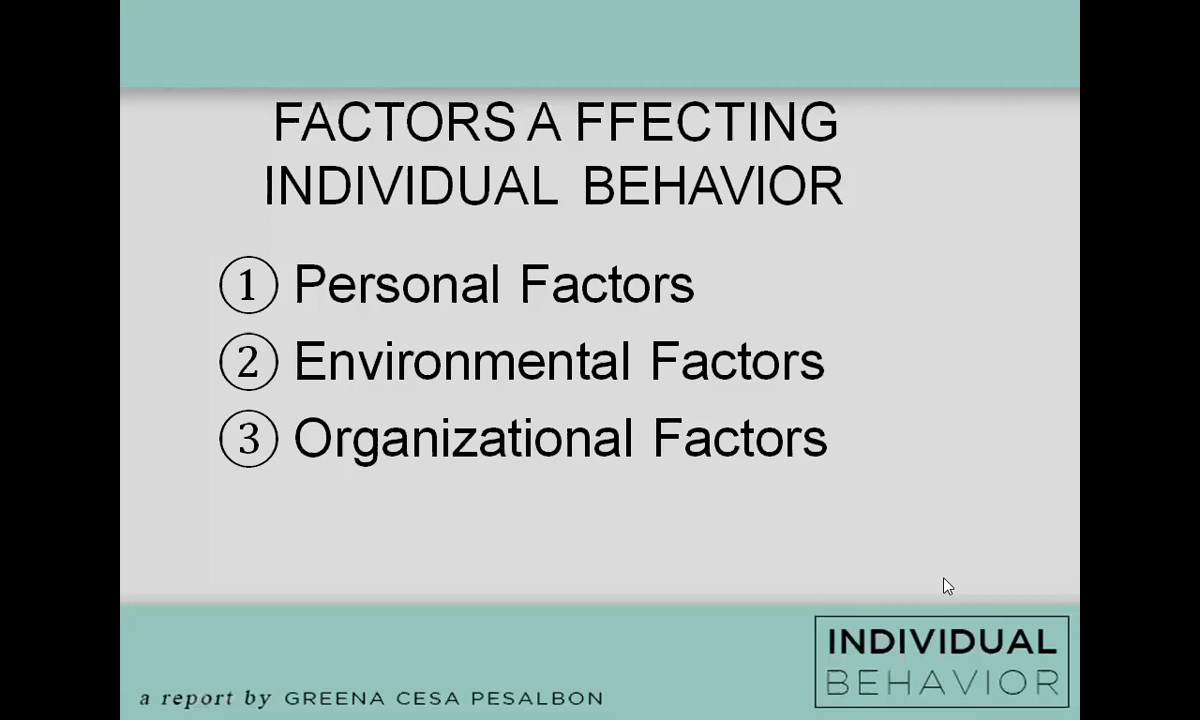 FACTORS A FFECTING
INDIVIDUAL BEHAVIOR
① Personal Factors
② Environmental Factors
③ Organizational Factors
INDIVIDUAL
BEHAVIOR
a report by GREENA CESA PESALBON